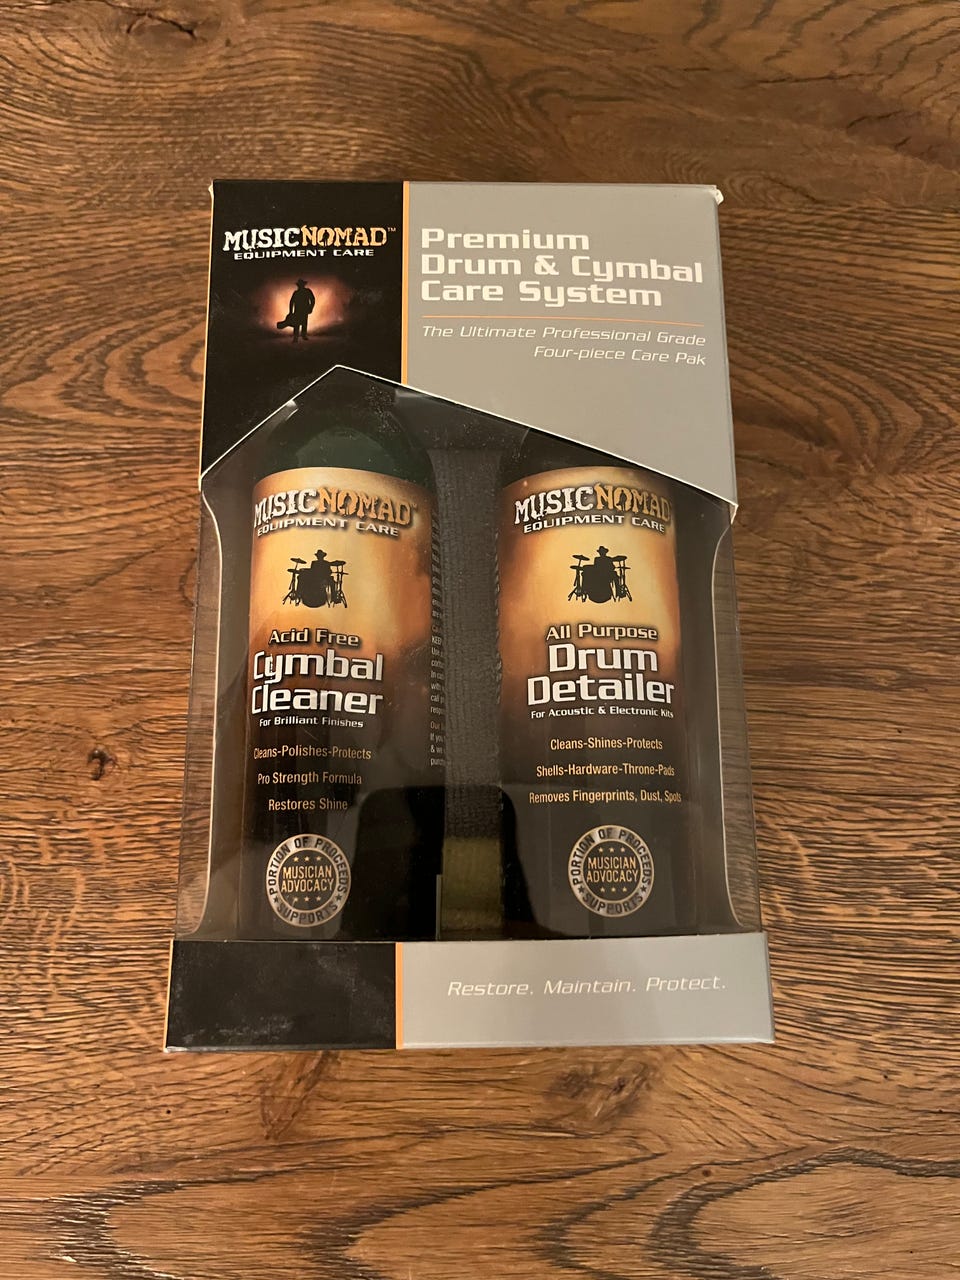 MUSICNOMAD™
EQUIPMENT CARE
Premium
Drum & Cymbal
Care System
The Ultimate Professional Grade
Four-piece Care Pak
MUSICNOMAD™
EQUIPMENT CARE
Acid Free
Cymbal
Cleaner
For Brilliant Finishes
Cleans-Polishes-Protects
Pro Strength Formula
Restores Shine
PORTION OF PROCEEDS
MUSICIAN
ADVOCACY
SUPPORTS
MUSICNOMAD
EQUIPMENT CARE
All Purpose
Drum
Detailer
For Acoustic & Electronic Kits
Cleans-Shines-Protects
Shells-Hardware-Throne-Pads
Removes Fingerprints, Dust, Spots
PORTION OF PROCEEDS
MUSICIAN
ADVOCACY
SUPPORTS
Restore. Maintain. Protect.